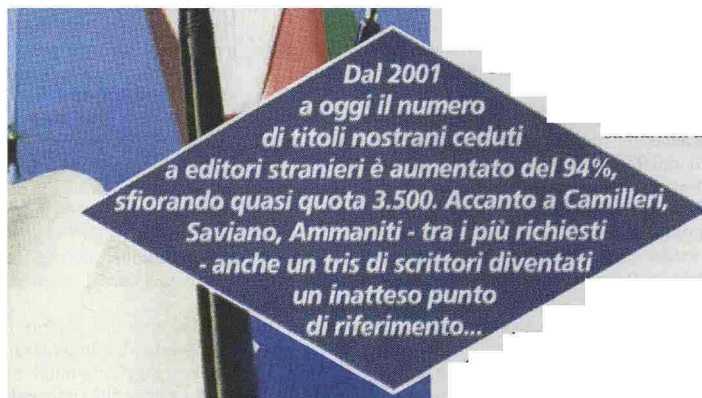 Dal 2001
a oggi il numero
di titoli nostrani ceduti
a editori stranieri è aumentato del 94%,
sfiorando quasi quota 3.500. Accanto a Camilleri,
Saviano, Ammaniti - tra i più richiesti
- anche un tris di scrittori diventati
un inatteso punto
di riferimento...